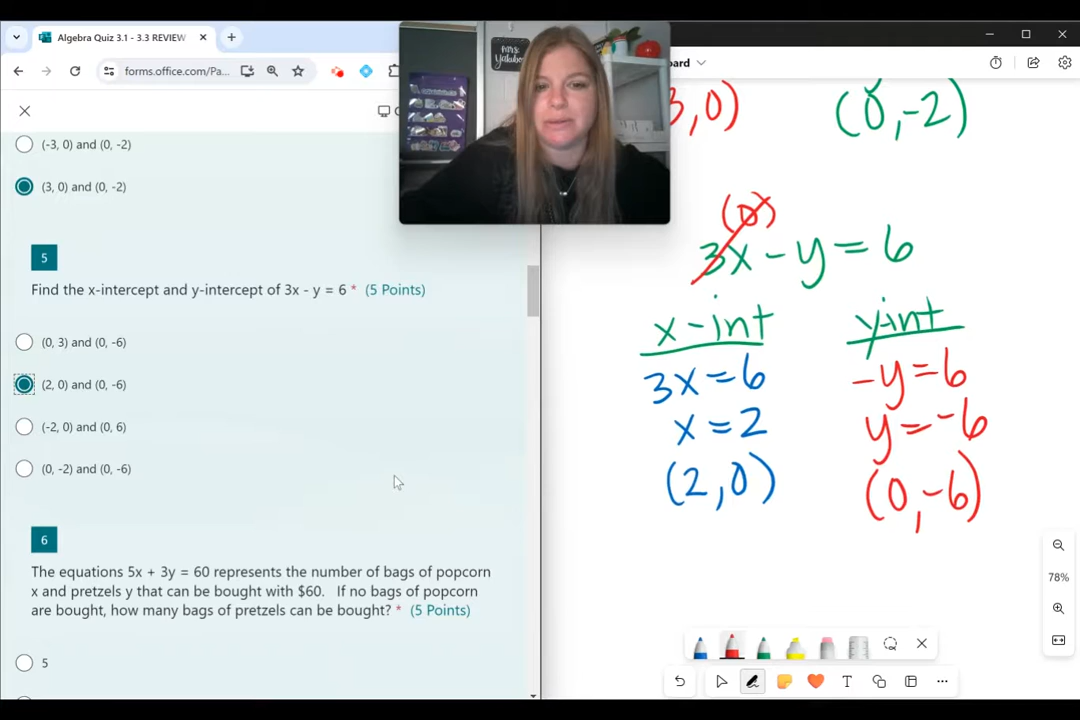 Algebra Quiz 3.1 - 3.3 REVIEW
forms.office.com/Pa...
(-3, 0) and (0, -2)
(3, 0) and (0, -2)
5
Find the x-intercept and y-intercept of 3x - y = 6 * (5 Points)
(0, 3) and (0, -6)
(2, 0) and (0, -6)
(-2, 0) and (0, 6)
(0, -2) and (0, -6)
6
The equations 5x + 3y = 60 represents the number of bags of popcorn
x and pretzels y that can be bought with $60. If no bags of popcorn
are bought, how many bags of pretzels can be bought? * (5 Points)
5
Mrs.
3,0)
(0,-2)
(0)
3x - y = 6
x-int
3x = 6
x = 2
(2,0)
y-int
-y = 6
y = -6
(0,-6)
78%
T